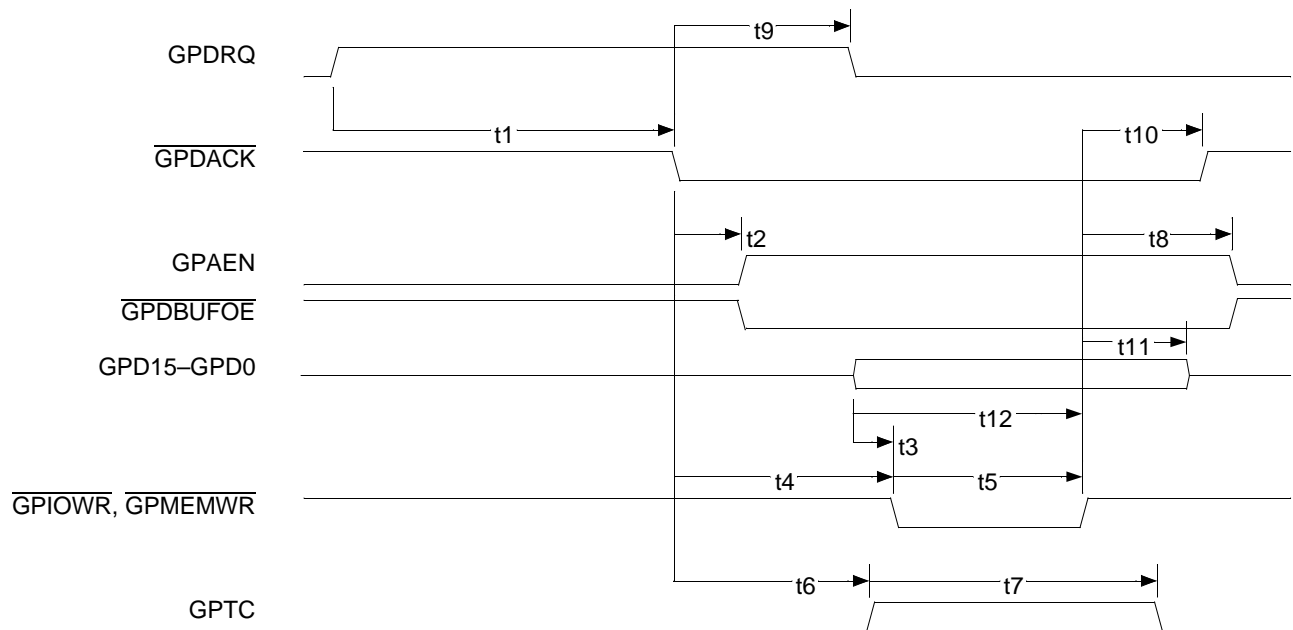 t9
GPDRQ
t1
t10
GPDACK
t2
t8
GPAEN
GPDBUFOE
t11
GPD15–GPD0
t12
t3
t4
t5
GPIOWR, GPMEMWR
t6
t7
GPTC